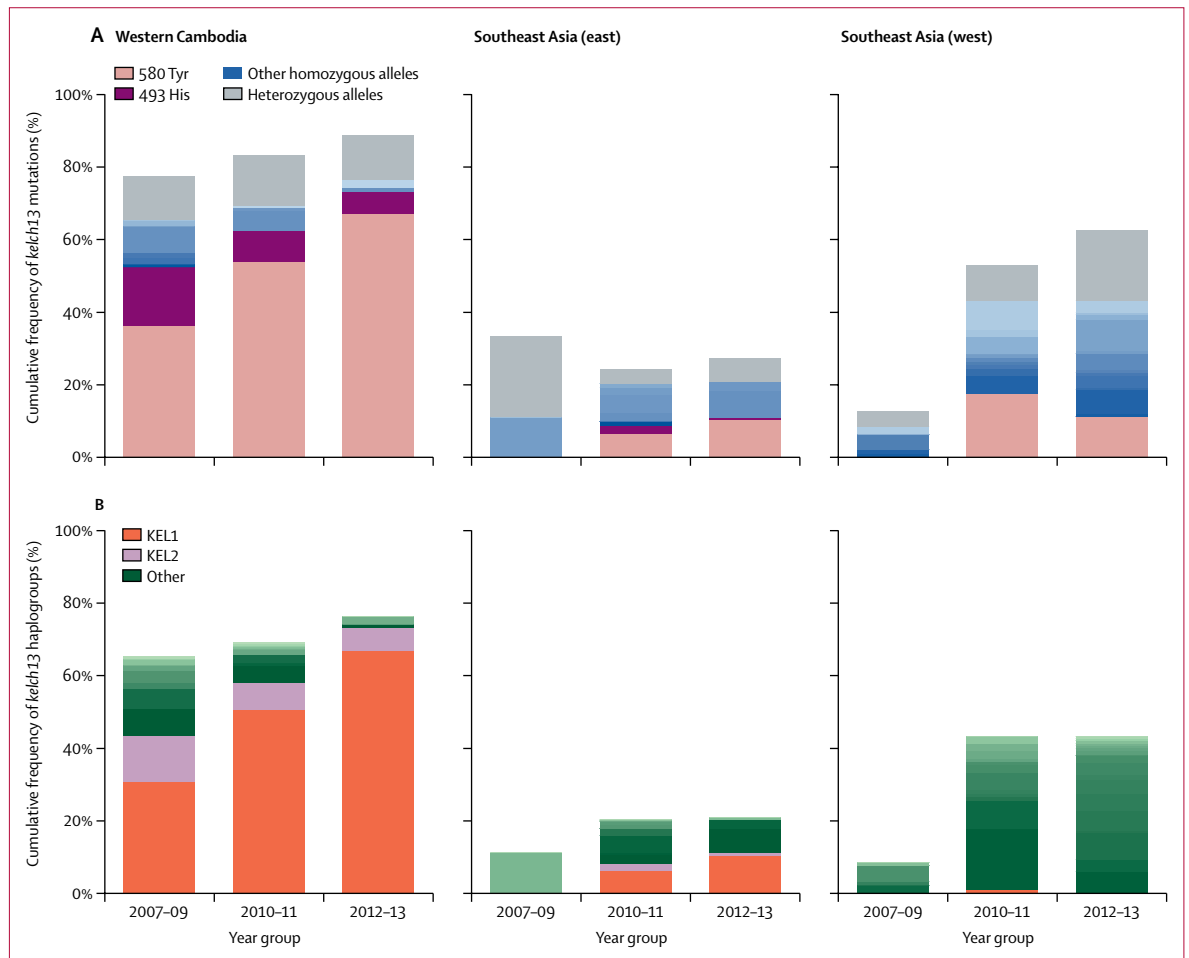 A Western Cambodia
Southeast Asia (east)
Southeast Asia (west)
580 Tyr
493 His
Other homozygous alleles
Heterozygous alleles
Cumulative frequency of kelch13 mutations (%)
100%
80%
60%
40%
20%
0%
B
KEL1
KEL2
Other
Cumulative frequency of kelch13 haplogroups (%)
100%
80%
60%
40%
20%
0%
2007–09 2010–11 2012–13
Year group
2007–09 2010–11 2012–13
Year group
2007–09 2010–11 2012–13
Year group